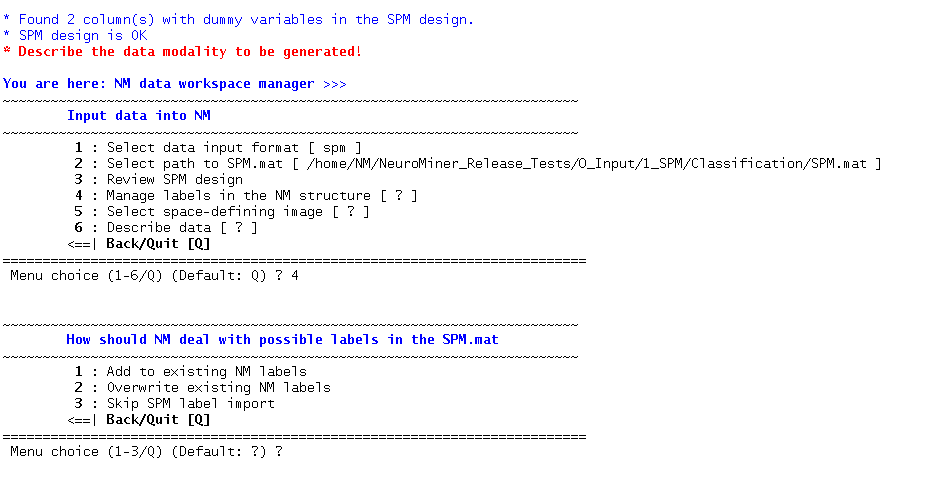 * Found 2 column(s) with dummy variables in the SPM design.
* SPM design is OK
* Describe the data modality to be generated!
You are here: NM data workspace manager >>>
~~~~~~~~~~~~~~~~~~~~~~~~~~~~~~~~~~~~~~~~~~~~~~~~~~~~~~~~~~~~~~~~~~~~~~~~
Input data into NM
~~~~~~~~~~~~~~~~~~~~~~~~~~~~~~~~~~~~~~~~~~~~~~~~~~~~~~~~~~~~~~~~~~~~~~~~
1 : Select data input format [ spm ]
2 : Select path to SPM.mat [ /home/NM/NeuroMiner_Release_Tests/O_Input/1_SPM/Classification/SPM.mat ]
3 : Review SPM design
4 : Manage labels in the NM structure [ ? ]
5 : Select space-defining image [ ? ]
6 : Describe data [ ? ]
<==| Back/Quit [Q]
=========================================================================
Menu choice (1-6/Q) (Default: Q) ? 4
~~~~~~~~~~~~~~~~~~~~~~~~~~~~~~~~~~~~~~~~~~~~~~~~~~~~~~~~~~~~~~~~~~~~~~~~
How should NM deal with possible labels in the SPM.mat
~~~~~~~~~~~~~~~~~~~~~~~~~~~~~~~~~~~~~~~~~~~~~~~~~~~~~~~~~~~~~~~~~~~~~~~~
1 : Add to existing NM labels
2 : Overwrite existing NM labels
3 : Skip SPM label import
<==| Back/Quit [Q]
=========================================================================
Menu choice (1-3/Q) (Default: ?) ?